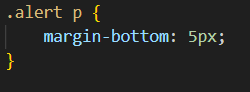 .alert p {
    margin-bottom: 5px;
}